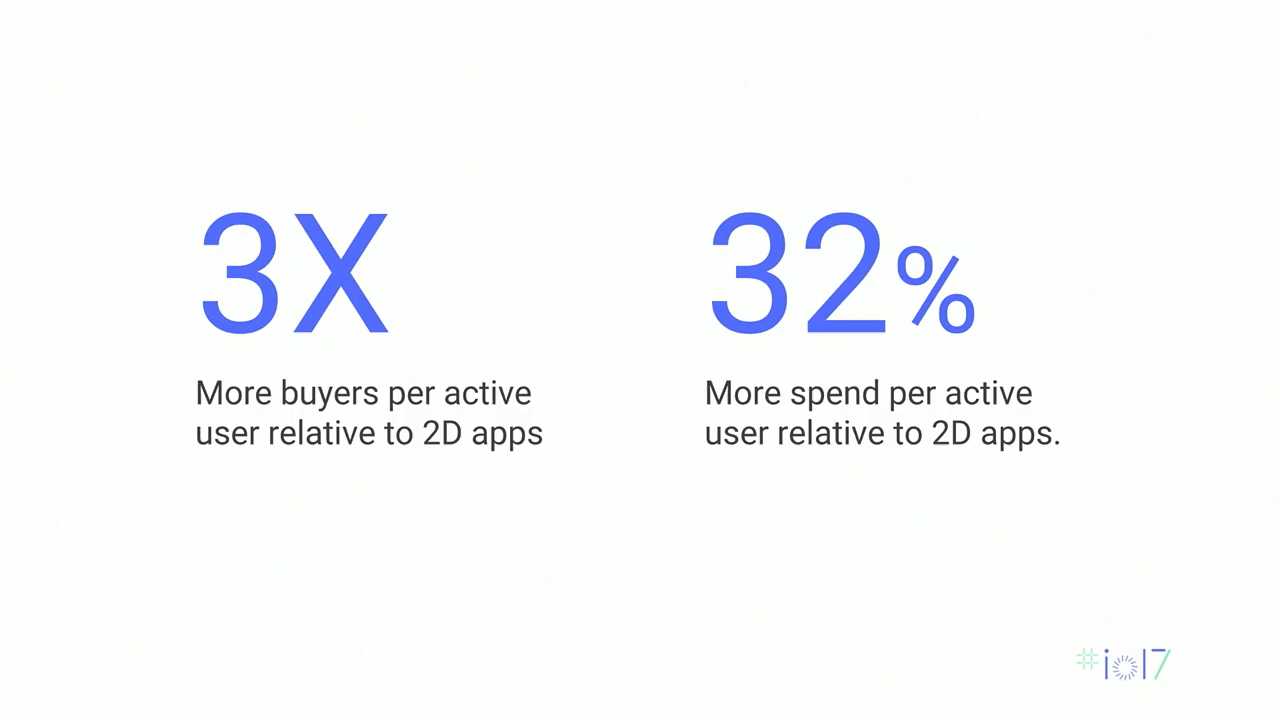 3X
More buyers per active
user relative to 2D apps
32%
More spend per active
user relative to 2D apps.
#io17